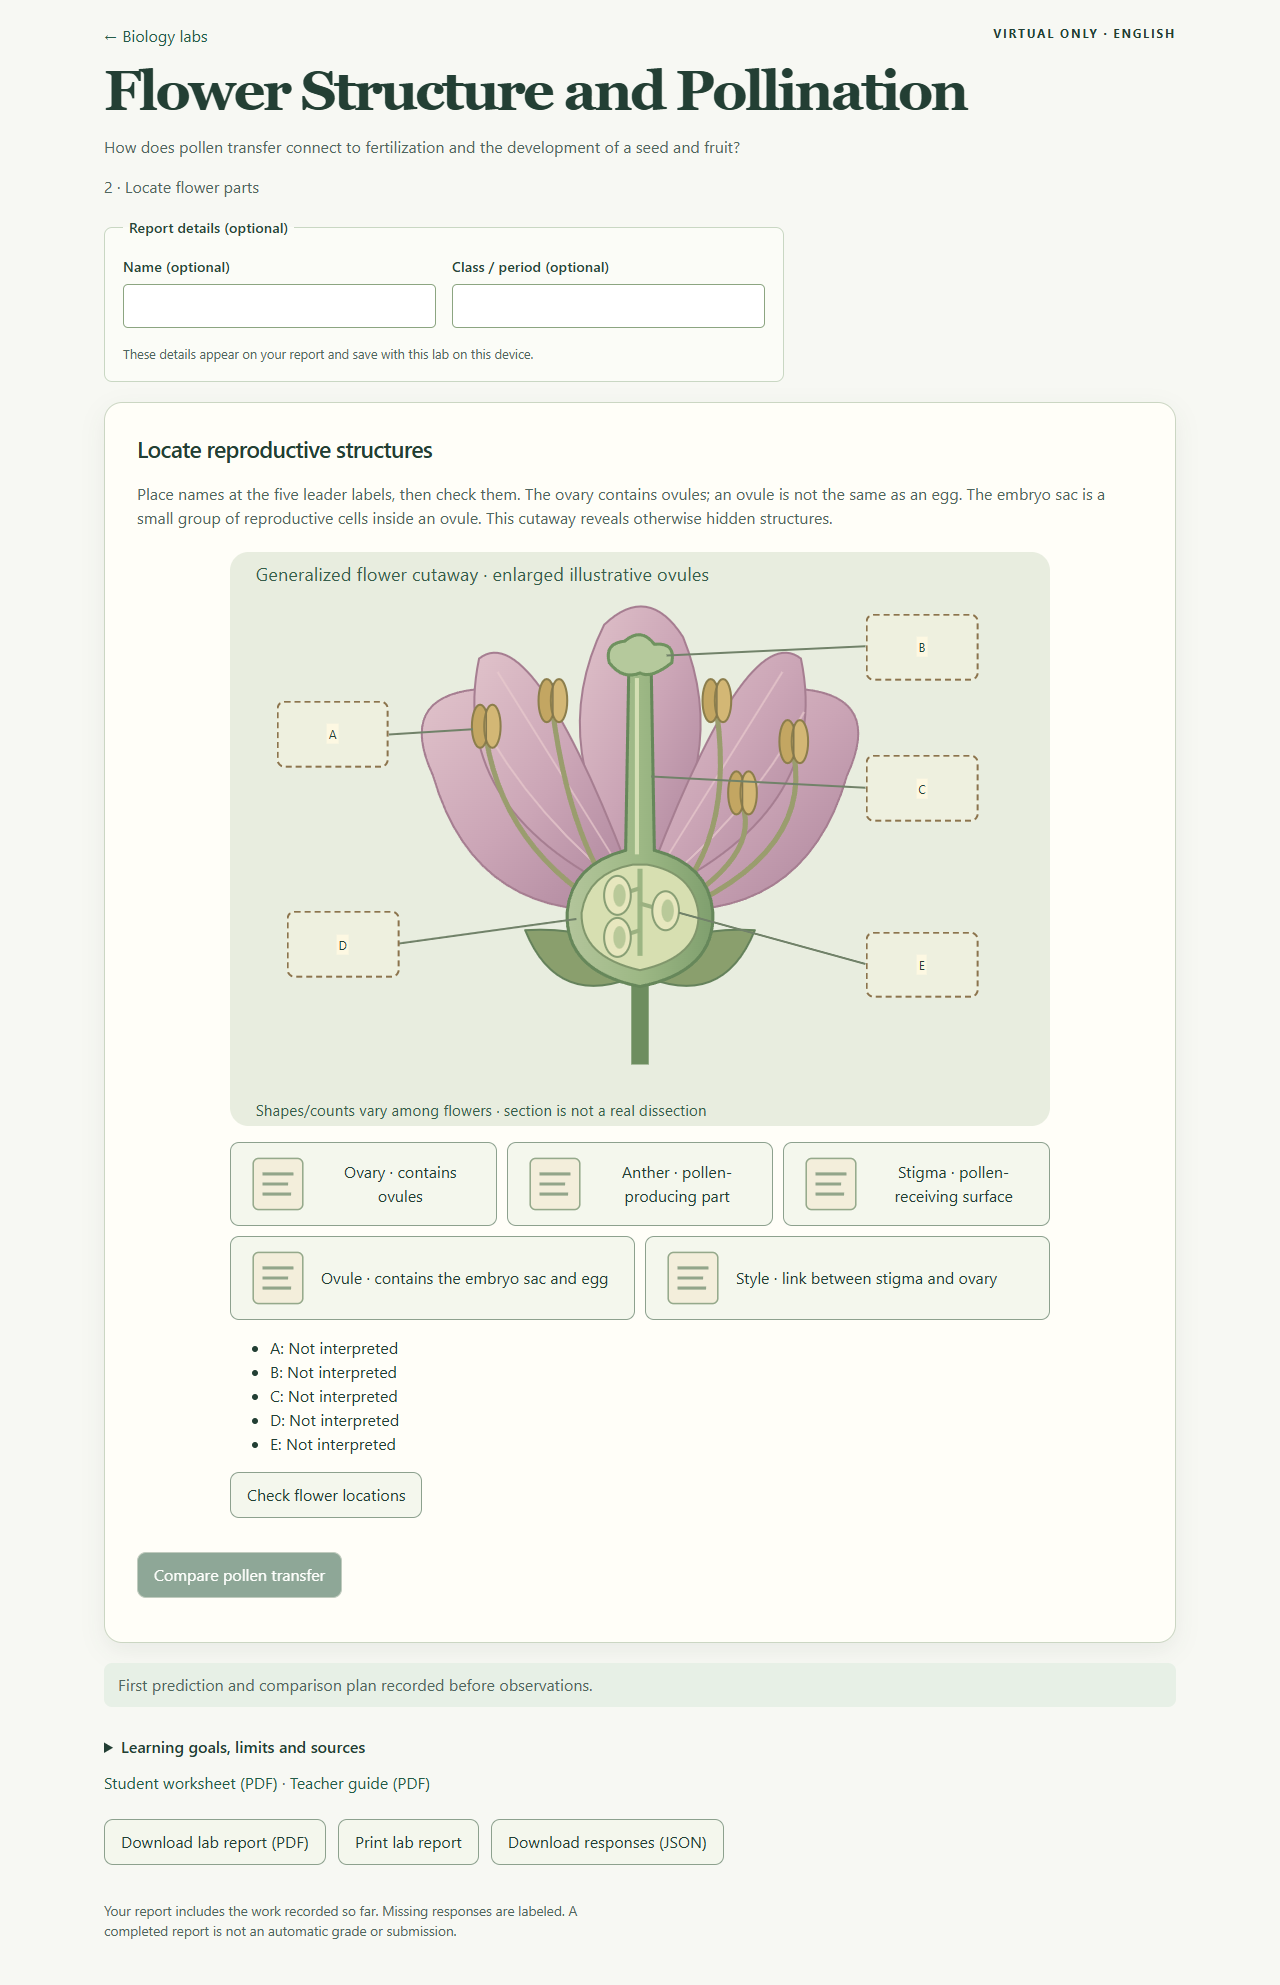 ← Biology labs
VIRTUAL ONLY · ENGLISH
Flower Structure and Pollination
How does pollen transfer connect to fertilization and the development of a seed and fruit?
2 · Locate flower parts
Report details (optional)
Name (optional)
Class / period (optional)
These details appear on your report and save with this lab on this device.
Locate reproductive structures
Place names at the five leader labels, then check them. The ovary contains ovules; an ovule is not the same as an egg. The embryo sac is a
small group of reproductive cells inside an ovule. This cutaway reveals otherwise hidden structures.
Generalized flower cutaway · enlarged illustrative ovules
B
A
C
D
E
Shapes/counts vary among flowers · section is not a real dissection
Ovary · contains
ovules
Anther · pollen-
producing part
Stigma · pollen-
receiving surface
Ovule · contains the embryo sac and egg
Style · link between stigma and ovary
A: Not interpreted
B: Not interpreted
C: Not interpreted
D: Not interpreted
E: Not interpreted
Check flower locations
Compare pollen transfer
First prediction and comparison plan recorded before observations.
Learning goals, limits and sources
Student worksheet (PDF) · Teacher guide (PDF)
Download lab report (PDF)
Print lab report
Download responses (JSON)
Your report includes the work recorded so far. Missing responses are labeled. A
completed report is not an automatic grade or submission.